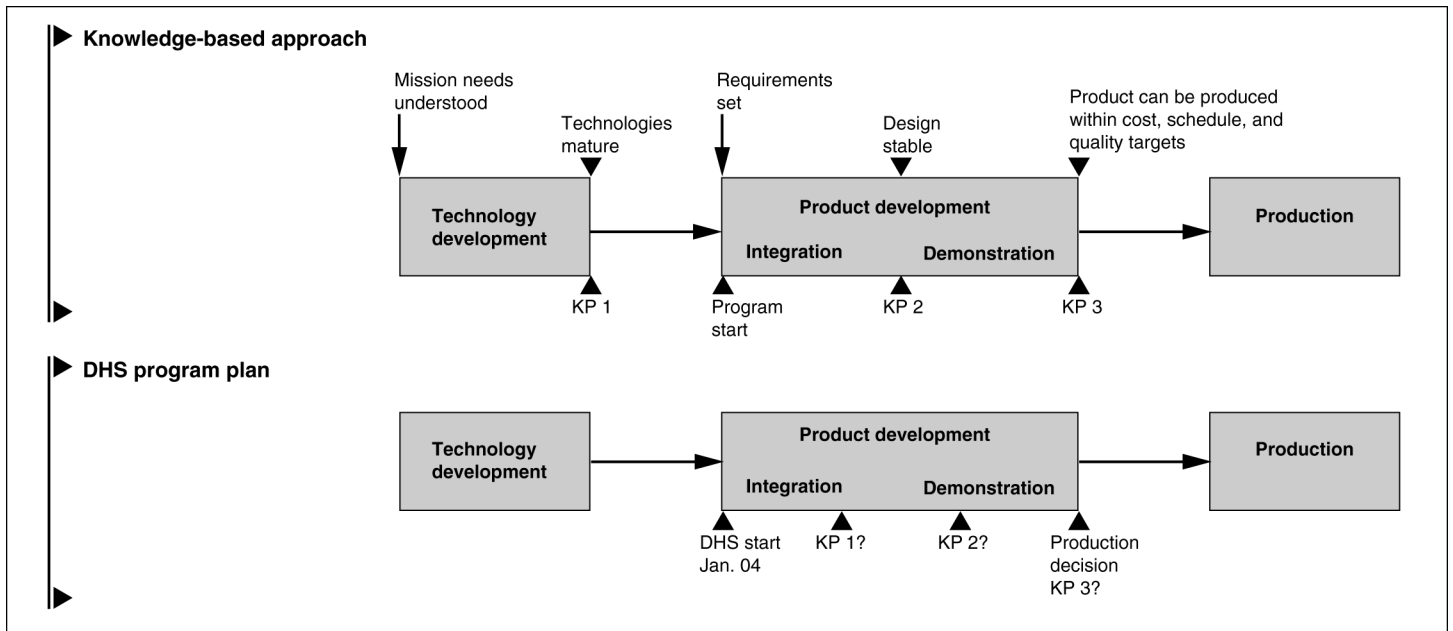 Knowledge-based approach
Mission needs
understood
Technologies
mature
Requirements
set
Design
stable
Product can be produced
within cost, schedule, and
quality targets
Technology
development
Product development
Integration
Demonstration
Production
KP 1
Program
start
KP 2
KP 3
DHS program plan
Technology
development
Product development
Integration
Demonstration
Production
DHS start
Jan. 04
KP 1?
KP 2?
Production
decision
KP 3?